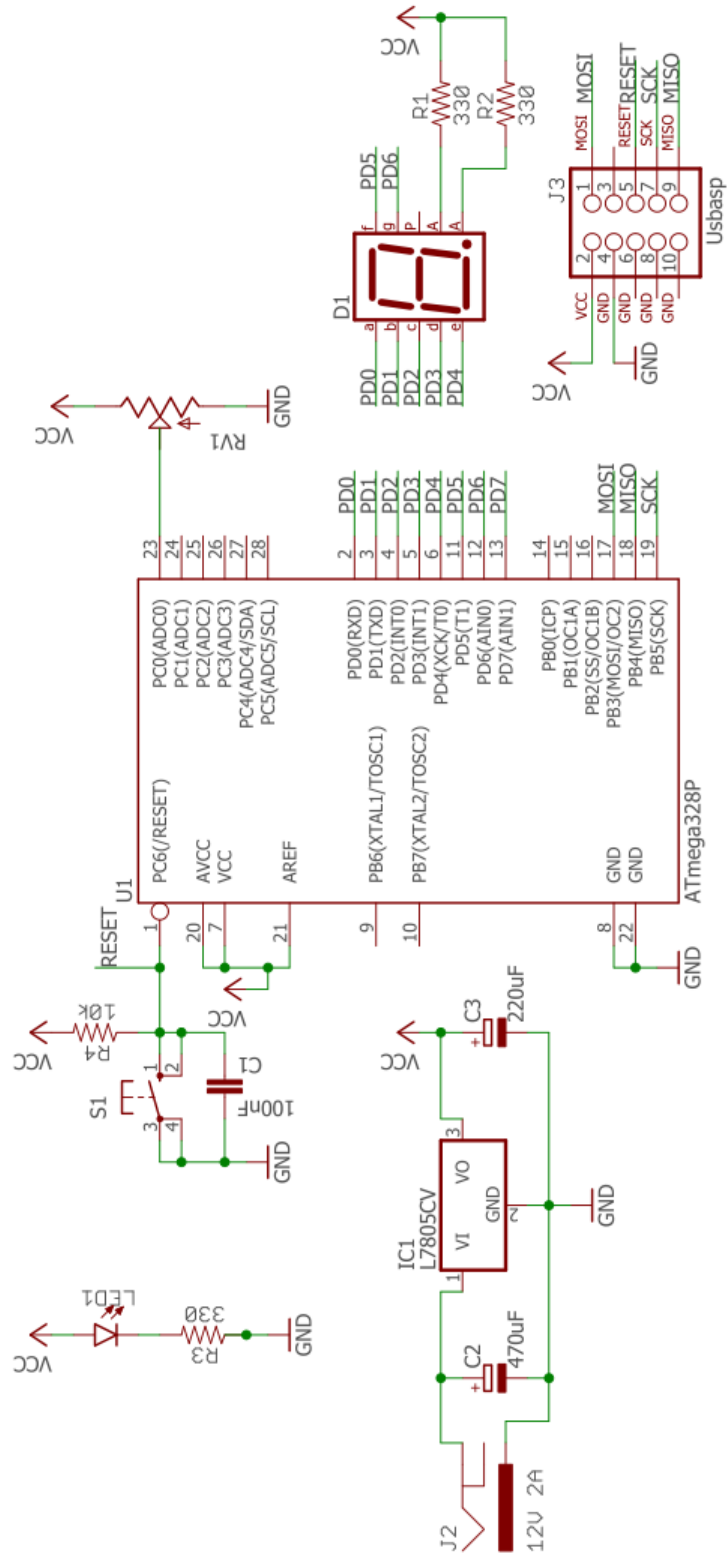 VCC
LED1
R3
330
GND
VCC
R4
10k
S1
1
2
3
4
C1
100nF
GND
RESET
VCC
U1
1
PC6(/RESET)
20
AVCC
7
VCC
21
AREF
9
PB6(XTAL1/TOSC1)
10
PB7(XTAL2/TOSC2)
8
GND
22
GND
GND
ATmega328P
PC0(ADC0)
23
PC1(ADC1)
24
PC2(ADC2)
25
PC3(ADC3)
26
PC4(ADC4/SDA)
27
PC5(ADC5/SCL)
28
PD0(RXD)
2
PD0
PD1(TXD)
3
PD1
PD2(INT0)
4
PD2
PD3(INT1)
5
PD3
PD4(XCK/T0)
6
PD4
PD5(T1)
11
PD5
PD6(AIN0)
12
PD6
PD7(AIN1)
13
PD7
PB0(ICP)
14
PB1(OC1A)
15
PB2(SS/OC1B)
16
PB3(MOSI/OC2)
17
MOSI
PB4(MISO)
18
MISO
PB5(SCK)
19
SCK
VCC
RV1
GND
D1
PD0
a
PD1
b
PD2
c
PD3
d
PD4
e
f
PD5
g
PD6
P
A
A
R1
330
R2
330
VCC
J2
12V 2A
C2
+
470uF
IC1
L7805CV
1
VI
VO
3
GND
2
GND
VCC
C3
+
220uF
J3
VCC
VCC
2
1
MOSI
MOSI
GND
4
3
GND
GND
6
5
RESET
RESET
GND
8
7
SCK
SCK
GND
10
9
MISO
MISO
Usbasp